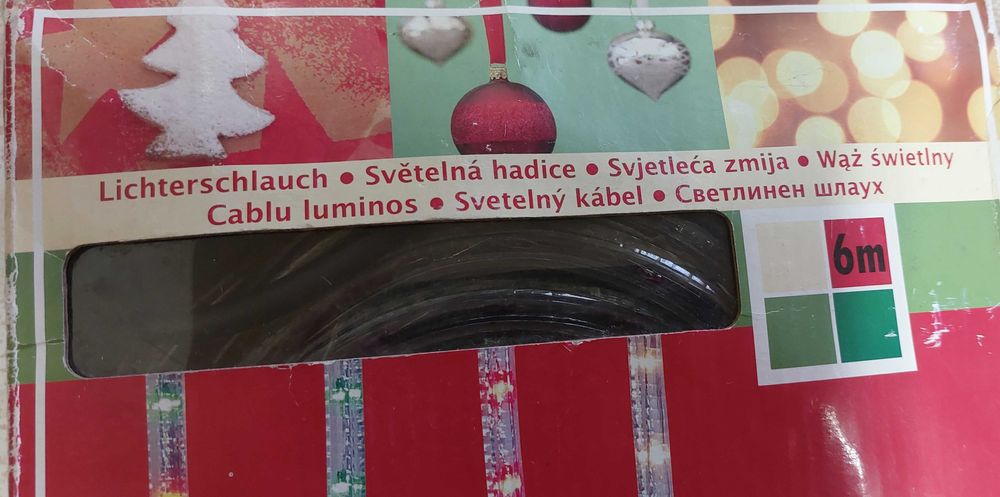 Lichterschlauch • Světelná hadice • Svjetleća zmija • Wąż świetlny
Cablu luminos • Svetelný kábel • Светлинен шлаух
6m